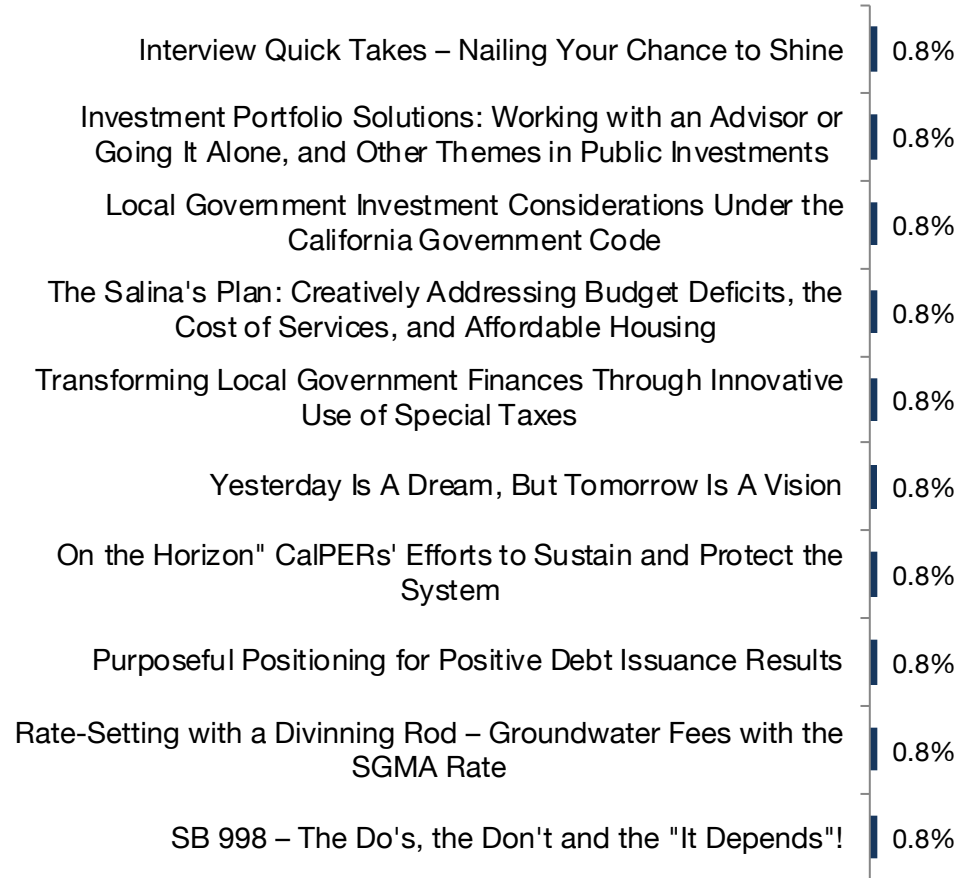 Interview Quick Takes – Nailing Your Chance to Shine 0.8%
Investment Portfolio Solutions: Working with an Advisor or
Going It Alone, and Other Themes in Public Investments 0.8%
Local Government Investment Considerations Under the
California Government Code 0.8%
The Salina's Plan: Creatively Addressing Budget Deficits, the
Cost of Services, and Affordable Housing 0.8%
Transforming Local Government Finances Through Innovative
Use of Special Taxes 0.8%
Yesterday Is A Dream, But Tomorrow Is A Vision 0.8%
On the Horizon" CalPERs' Efforts to Sustain and Protect the
System 0.8%
Purposeful Positioning for Positive Debt Issuance Results 0.8%
Rate-Setting with a Divinning Rod – Groundwater Fees with the
SGMA Rate 0.8%
SB 998 – The Do's, the Don't and the "It Depends"! 0.8%